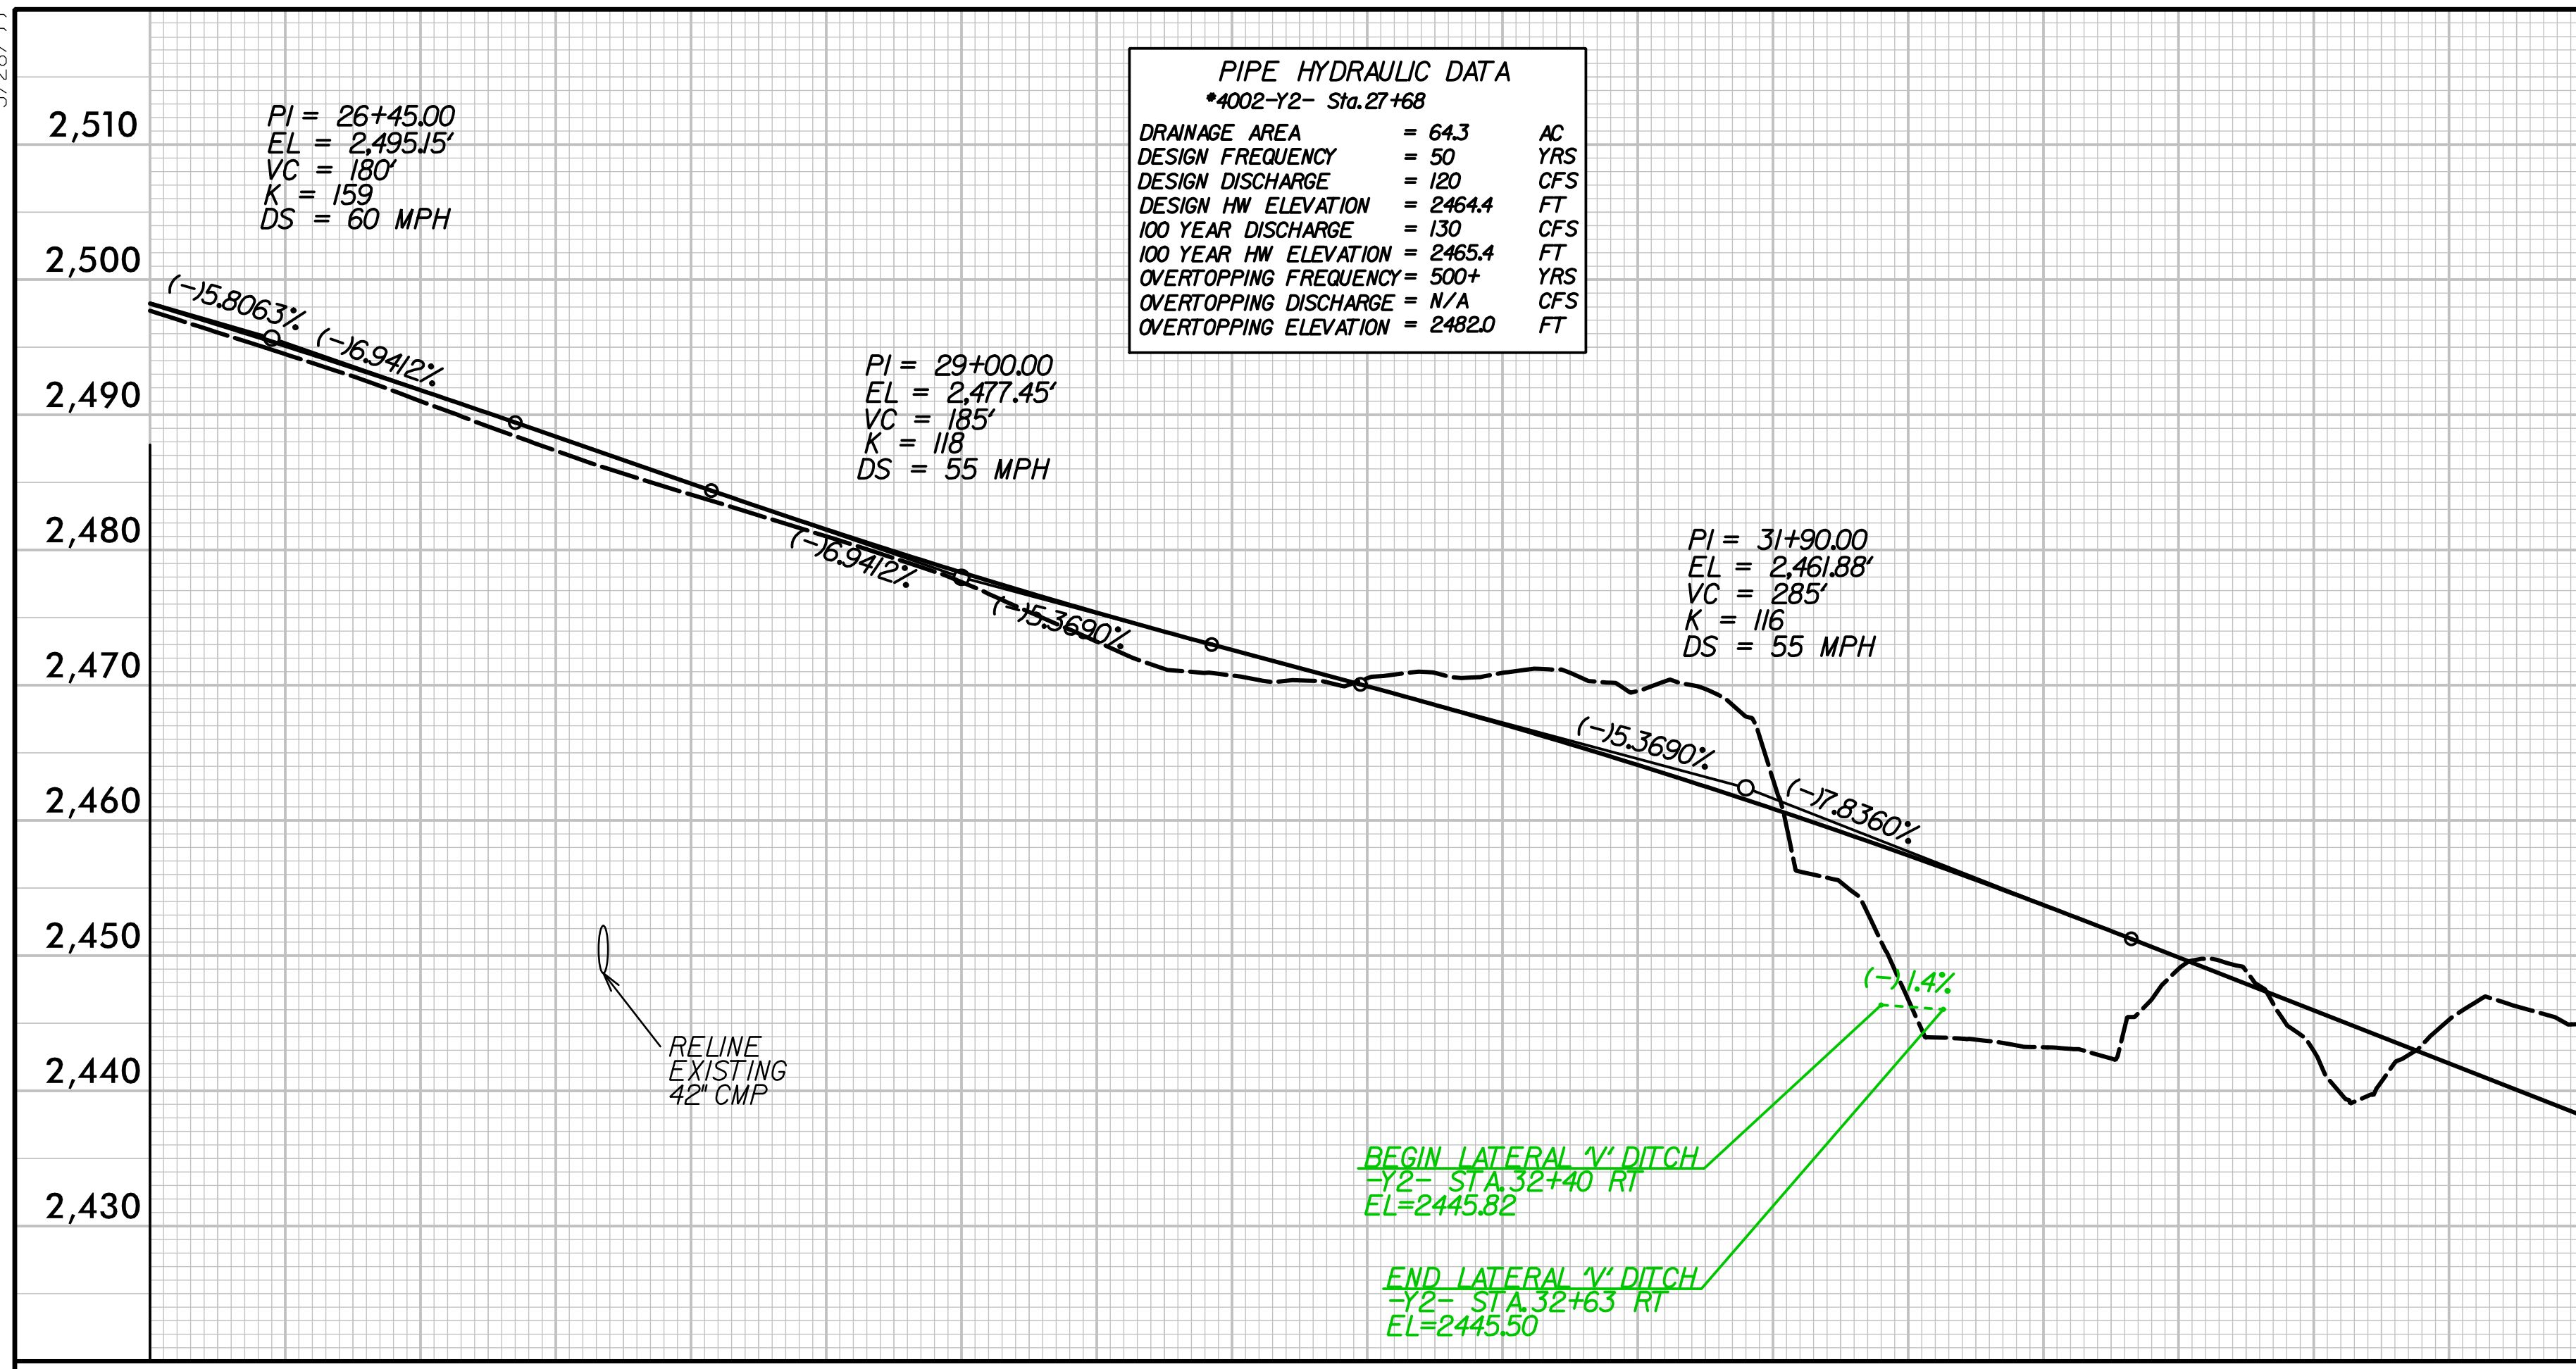 PIPE HYDRAULIC DATA
*4002-Y2- Sta.27+68
DRAINAGE AREA = 64.3 AC
DESIGN FREQUENCY = 50 YRS
DESIGN DISCHARGE = 120 CFS
DESIGN HW ELEVATION = 2464.4 FT
100 YEAR DISCHARGE = 130 CFS
100 YEAR HW ELEVATION = 2465.4 FT
OVERTOPPING FREQUENCY = 500+ YRS
OVERTOPPING DISCHARGE = N/A CFS
OVERTOPPING ELEVATION = 2482.0 FT
PI = 26+45.00
EL = 2,495.15'
VC = 180'
K = 159
DS = 60 MPH
2,510
2,500
2,490
2,480
2,470
2,460
2,450
2,440
2,430
(-)5.8063%
(-)6.9412%
PI = 29+00.00
EL = 2,477.45'
VC = 185'
K = 118
DS = 55 MPH
(-)6.9412%
(-)5.3690%
PI = 31+90.00
EL = 2,461.88'
VC = 285'
K = 116
DS = 55 MPH
(-)5.3690%
(-)7.8360%
(-)1.4%
RELINE
EXISTING
42" CMP
BEGIN LATERAL 'V' DITCH
-Y2- STA.32+40 RT
EL=2445.82
END LATERAL 'V' DITCH
-Y2- STA.32+63 RT
EL=2445.50